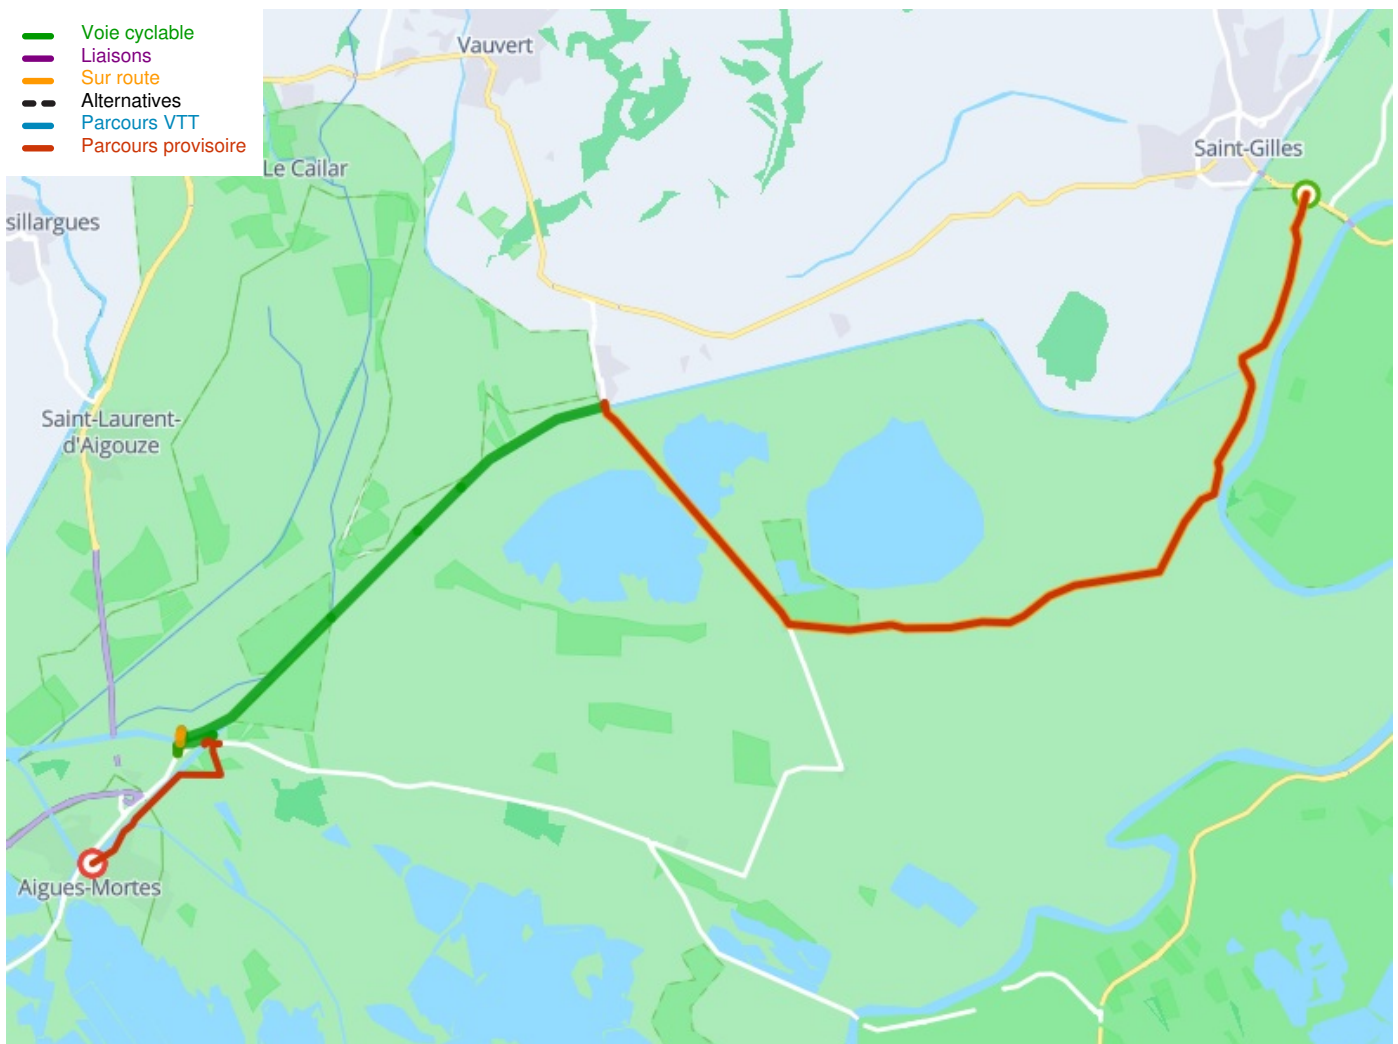 Voie cyclable
Liaisons
Sur route
Alternatives
Parcours VTT
Parcours provisoire
Vauvert
Saint-Gilles
Le Cailar
sillargues
Saint-Laurent-
d'Aigouze
Aigues-Mortes